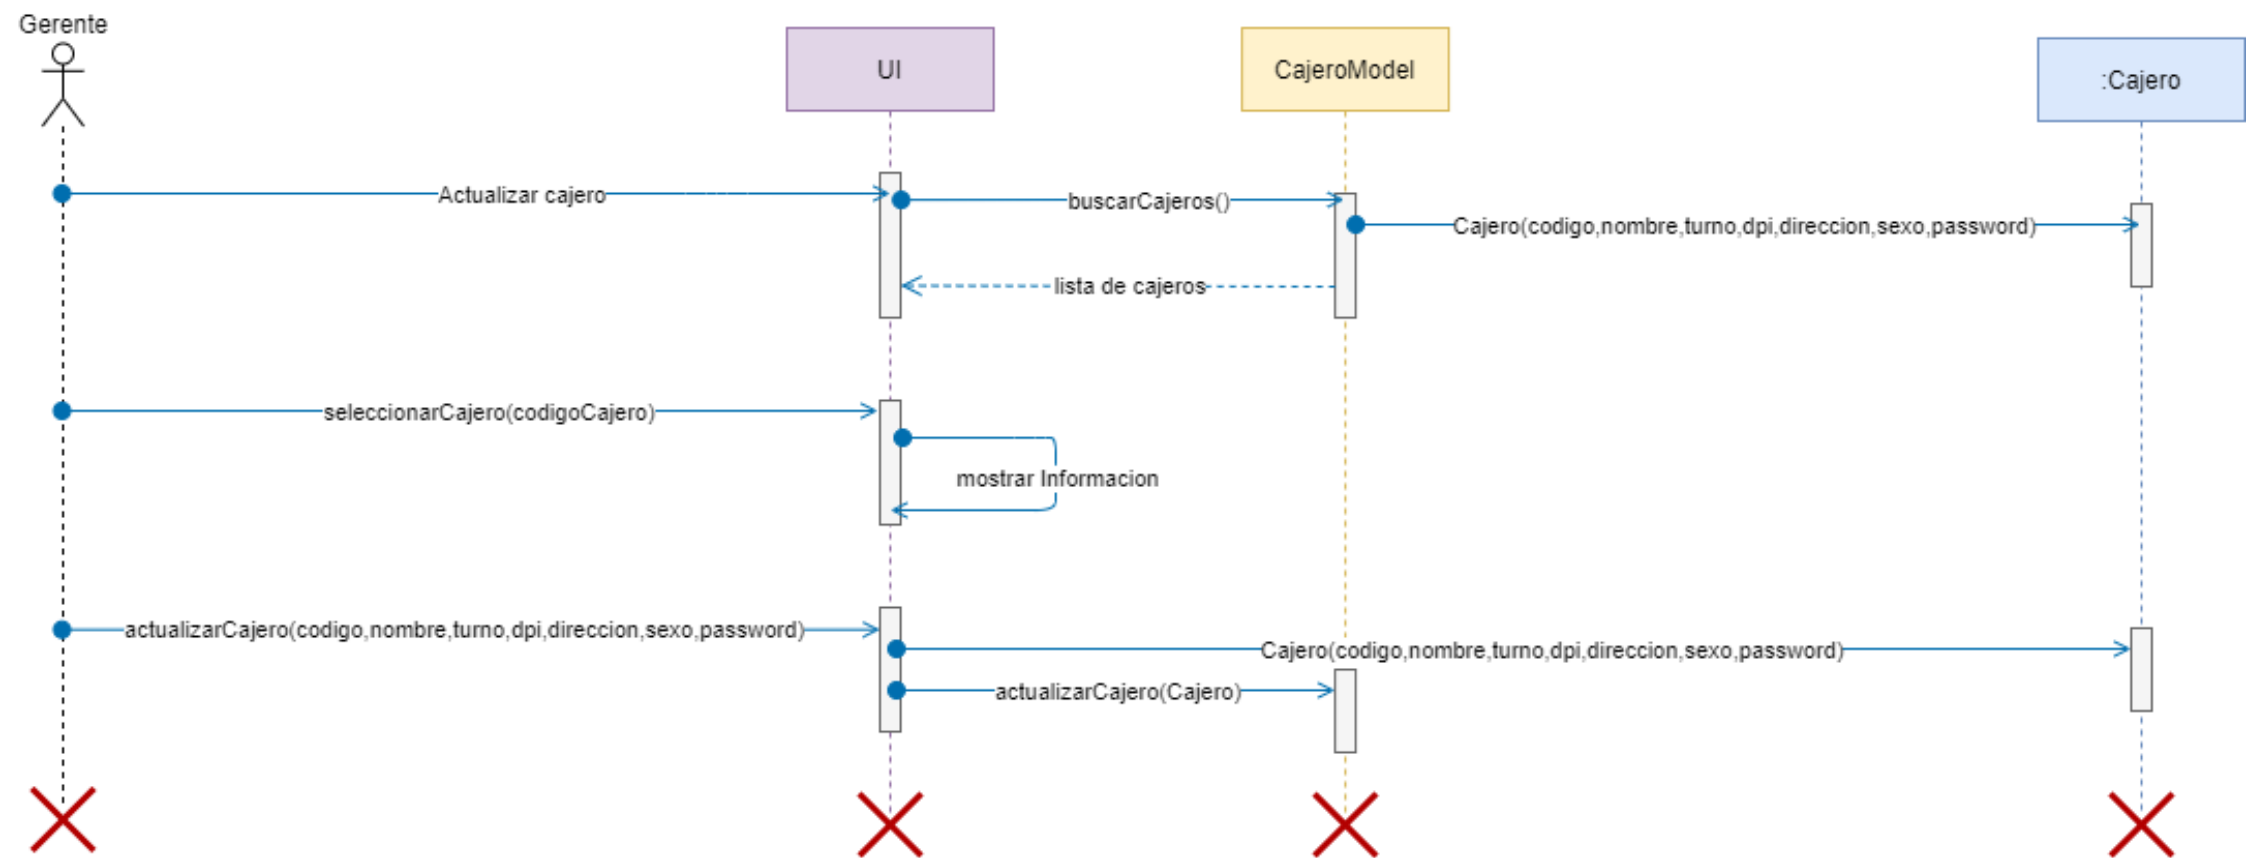 Gerente
UI
CajeroModel
:Cajero
Actualizar cajero
buscarCajeros()
Cajero(codigo,nombre,turno,dpi,direccion,sexo,password)
lista de cajeros
seleccionarCajero(codigoCajero)
mostrar Informacion
actualizarCajero(codigo,nombre,turno,dpi,direccion,sexo,password)
Cajero(codigo,nombre,turno,dpi,direccion,sexo,password)
actualizarCajero(Cajero)